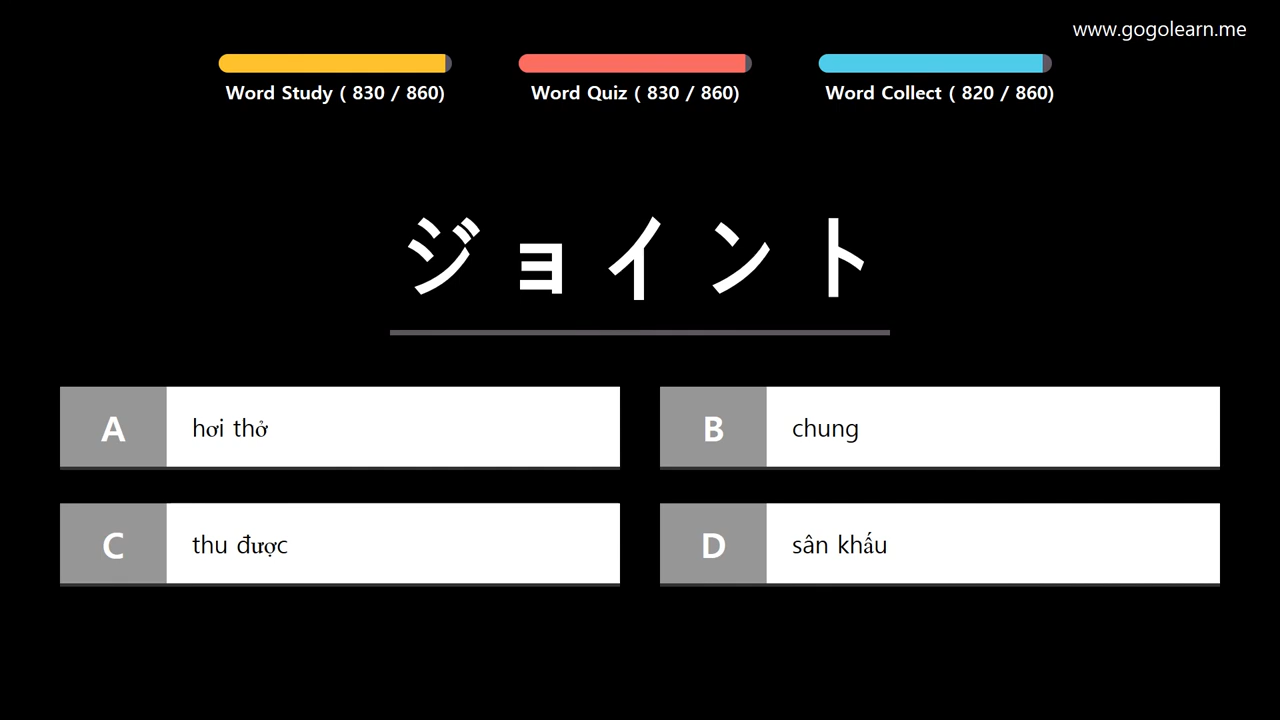 www.gogolearn.me
Word Study ( 830 / 860)
Word Quiz ( 830 / 860)
Word Collect ( 820 / 860)
ジョイント
A hơi thở
B chung
C thu được
D sân khấu